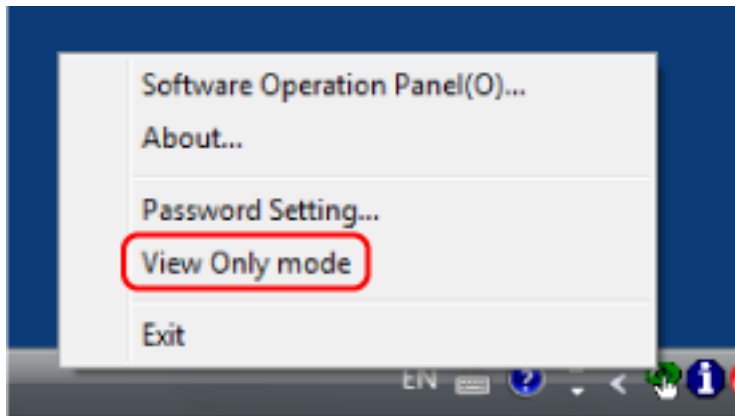 Software Operation Panel(O)...
About...
Password Setting...
View Only mode
Exit
EN